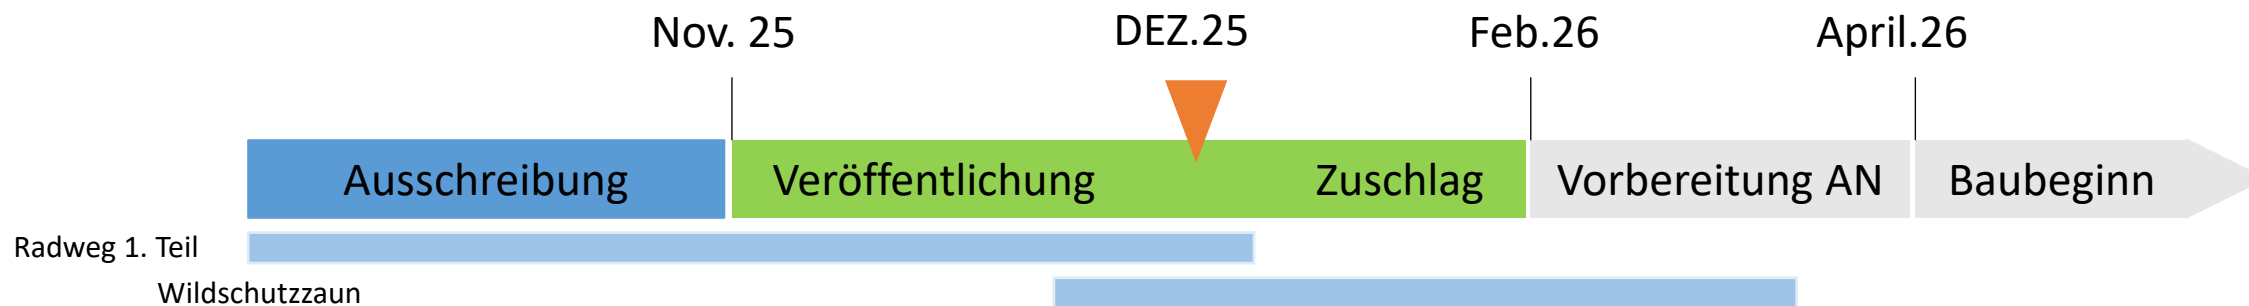 Nov. 25 DEZ.25 Feb.26 April.26
Ausschreibung Veröffentlichung Zuschlag Vorbereitung AN Baubeginn
Radweg 1. Teil
Wildschutzzaun